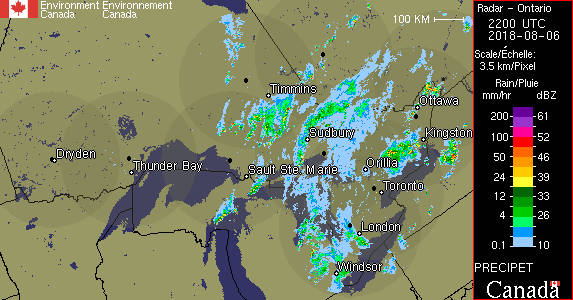 Environment Environnement
Canada Canada
100 KM
Timmins
Ottawa
Sudbury
Kingston
Dryden
Thunder Bay
Sault Ste. Marie
Orillia
Toronto
London
Windsor
Radar - Ontario
2200 UTC
2018-08-06
Scale/Échelle:
3.5 km/Pixel
Rain/Pluie
mm/hr dBZ
200 61
100 57
100 52
50 46
24 39
12 33
4 26
0.1 10
PRECIPET
Canada